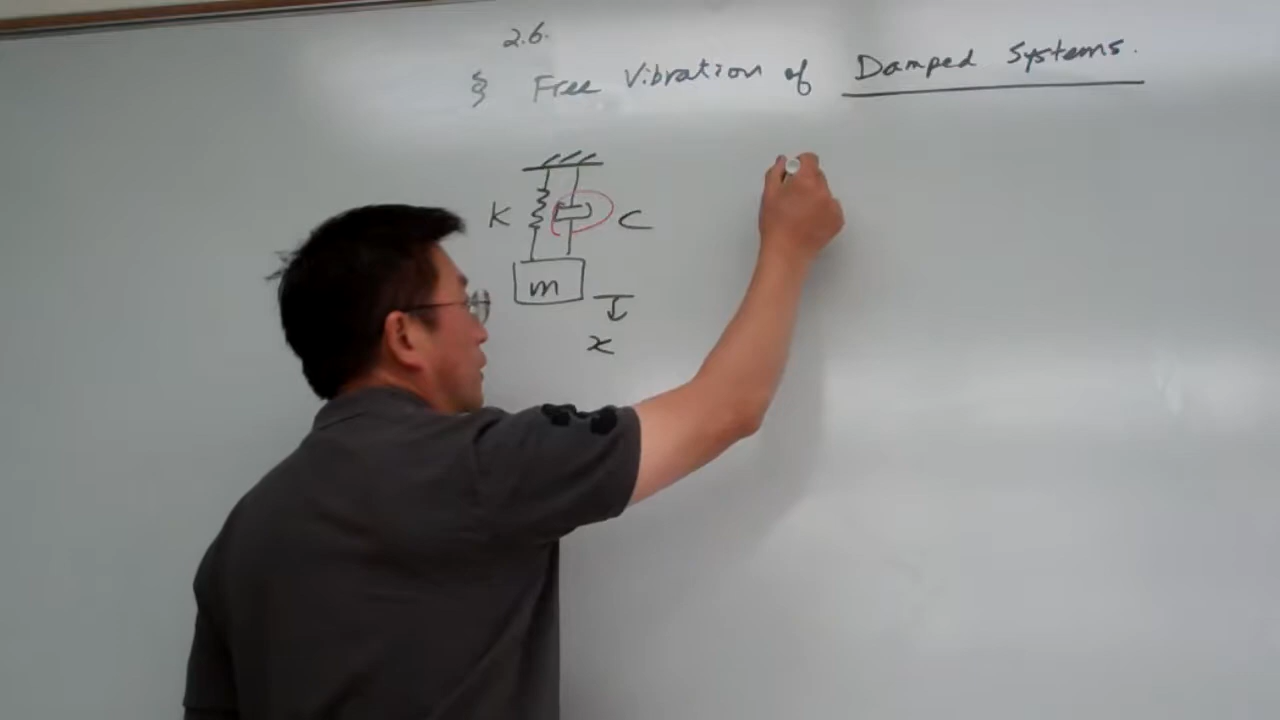 2.6.
§ Free Vibration of Damped Systems.
K C
m
x